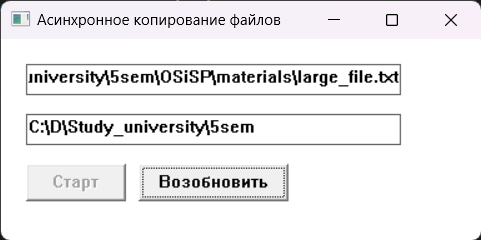 Асинхронное копирование файлов
university\5sem\OSiSP\materials\large_file.txt
C:\D\Study_university\5sem
Старт
Возобновить